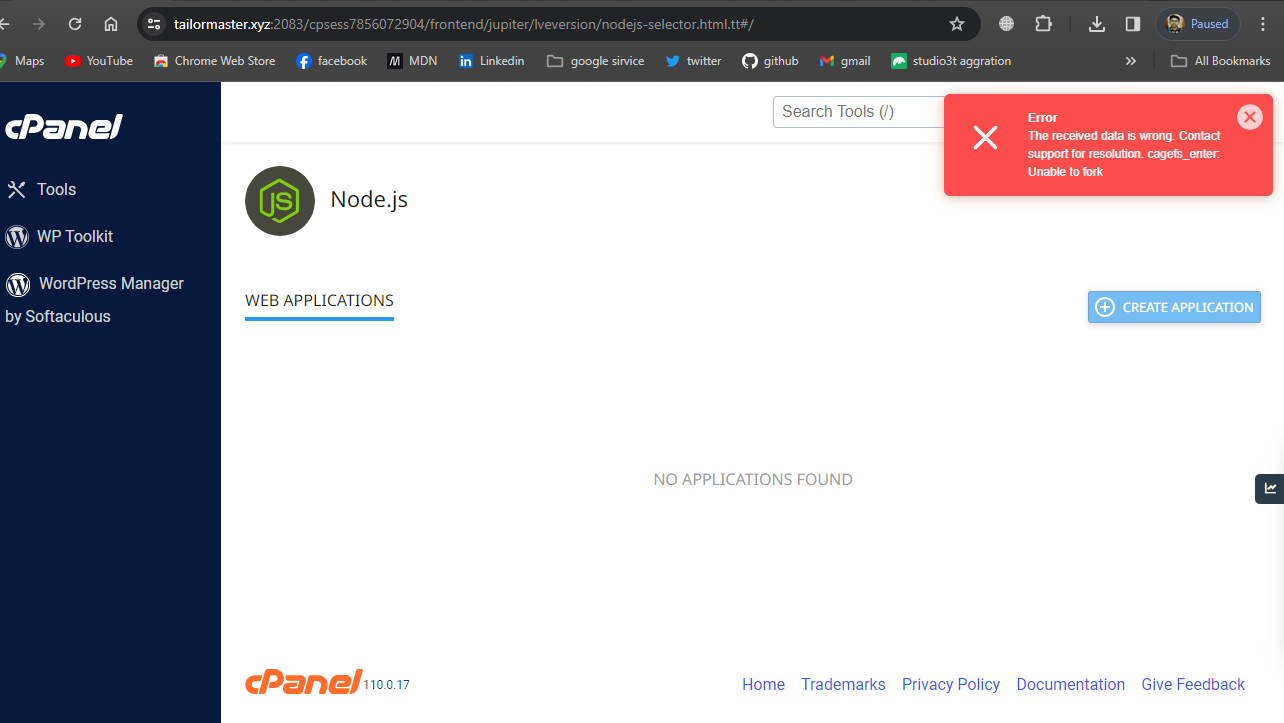 tailormaster.xyz:2083/cpsess7856072904/frontend/jupiter/lveversion/nodejs-selector.html.tt#/
Paused
Maps
YouTube
Chrome Web Store
facebook
MDN
Linkedin
google sirvice
twitter
github
gmail
studio3t aggration
»
All Bookmarks
cPanel
Tools
WP Toolkit
WordPress Manager
by Softaculous
Search Tools (/)
Error
The received data is wrong. Contact
support for resolution. cagefs_enter:
Unable to fork
JS
Node.js
WEB APPLICATIONS
CREATE APPLICATION
NO APPLICATIONS FOUND
cPanel 110.0.17
Home
Trademarks
Privacy Policy
Documentation
Give Feedback